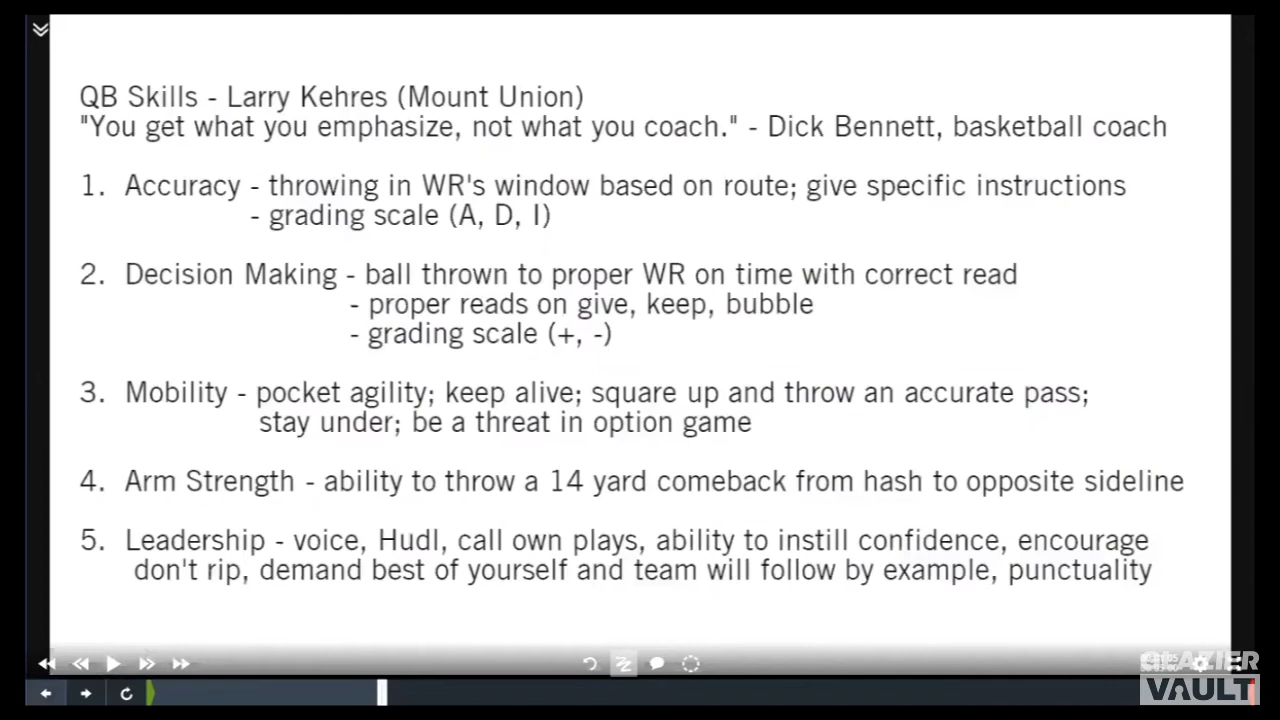 QB Skills - Larry Kehres (Mount Union)
"You get what you emphasize, not what you coach." - Dick Bennett, basketball coach
1. Accuracy - throwing in WR's window based on route; give specific instructions
- grading scale (A, D, I)
2. Decision Making - ball thrown to proper WR on time with correct read
- proper reads on give, keep, bubble
- grading scale (+, -)
3. Mobility - pocket agility; keep alive; square up and throw an accurate pass;
stay under; be a threat in option game
4. Arm Strength - ability to throw a 14 yard comeback from hash to opposite sideline
5. Leadership - voice, Hudl, call own plays, ability to instill confidence, encourage
don't rip, demand best of yourself and team will follow by example, punctuality
GLAZIER
VAULT